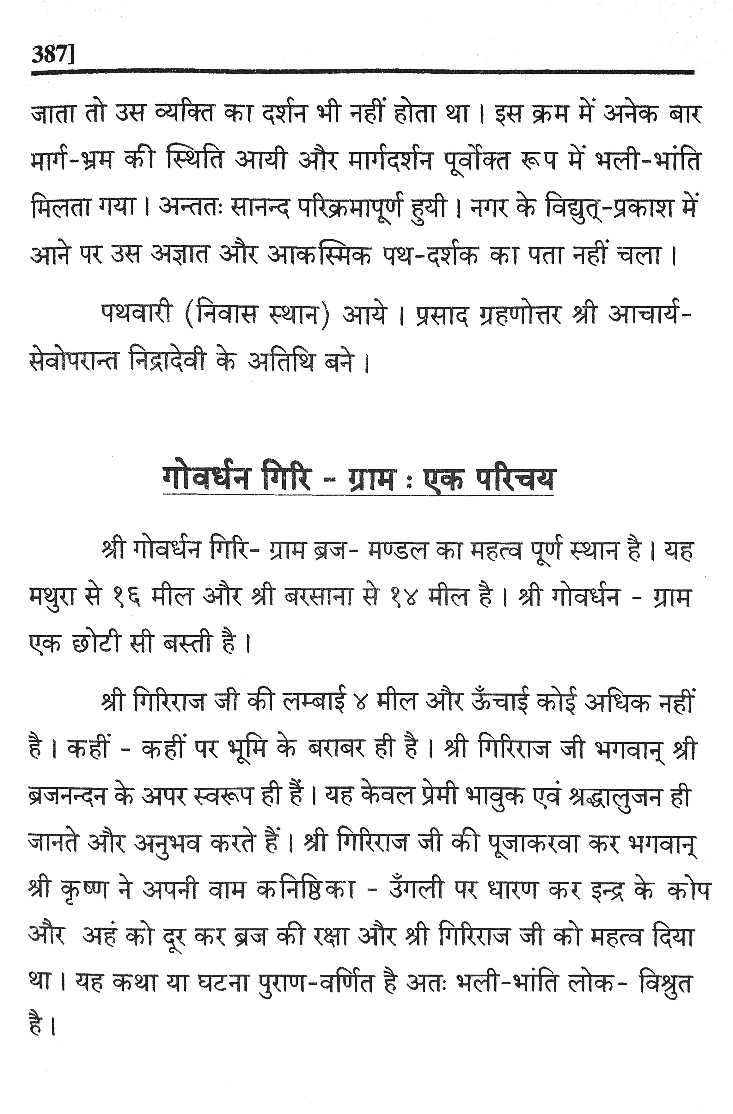 387]
जाता तो उस व्यक्ति का दर्शन भी नहीं होता था । इस क्रम में अनेक बार
मार्ग-भ्रम की स्थिति आयी और मार्गदर्शन पूर्वोक्त रूप में भली-भांति
मिलता गया । अन्ततः सानन्द परिक्रमापूर्ण हुयी । नगर के विद्युत्-प्रकाश में
आने पर उस अज्ञात और आकस्मिक पथ-दर्शक का पता नहीं चला ।
पथवारी (निवास स्थान) आये । प्रसाद ग्रहणोत्तर श्री आचार्य-
सेवोपरान्त निद्रादेवी के अतिथि बने ।
गोवर्धन गिरि - ग्राम : एक परिचय
श्री गोवर्धन गिरि- ग्राम ब्रज- मण्डल का महत्व पूर्ण स्थान है । यह
मथुरा से १६ मील और श्री बरसाना से १४ मील है । श्री गोवर्धन - ग्राम
एक छोटी सी बस्ती है ।
श्री गिरिराज जी की लम्बाई ४ मील और ऊँचाई कोई अधिक नहीं
है । कहीं - कहीं पर भूमि के बराबर ही है । श्री गिरिराज जी भगवान् श्री
ब्रजनन्दन के अपर स्वरूप ही हैं । यह केवल प्रेमी भावुक एवं श्रद्धालुजन ही
जानते और अनुभव करते हैं । श्री गिरिराज जी की पूजाकरवा कर भगवान्
श्री कृष्ण ने अपनी वाम कनिष्ठिका - उँगली पर धारण कर इन्द्र के कोप
और अहं को दूर कर ब्रज की रक्षा और श्री गिरिराज जी को महत्व दिया
था । यह कथा या घटना पुराण-वर्णित है अतः भली-भांति लोक- विश्रुत
है ।